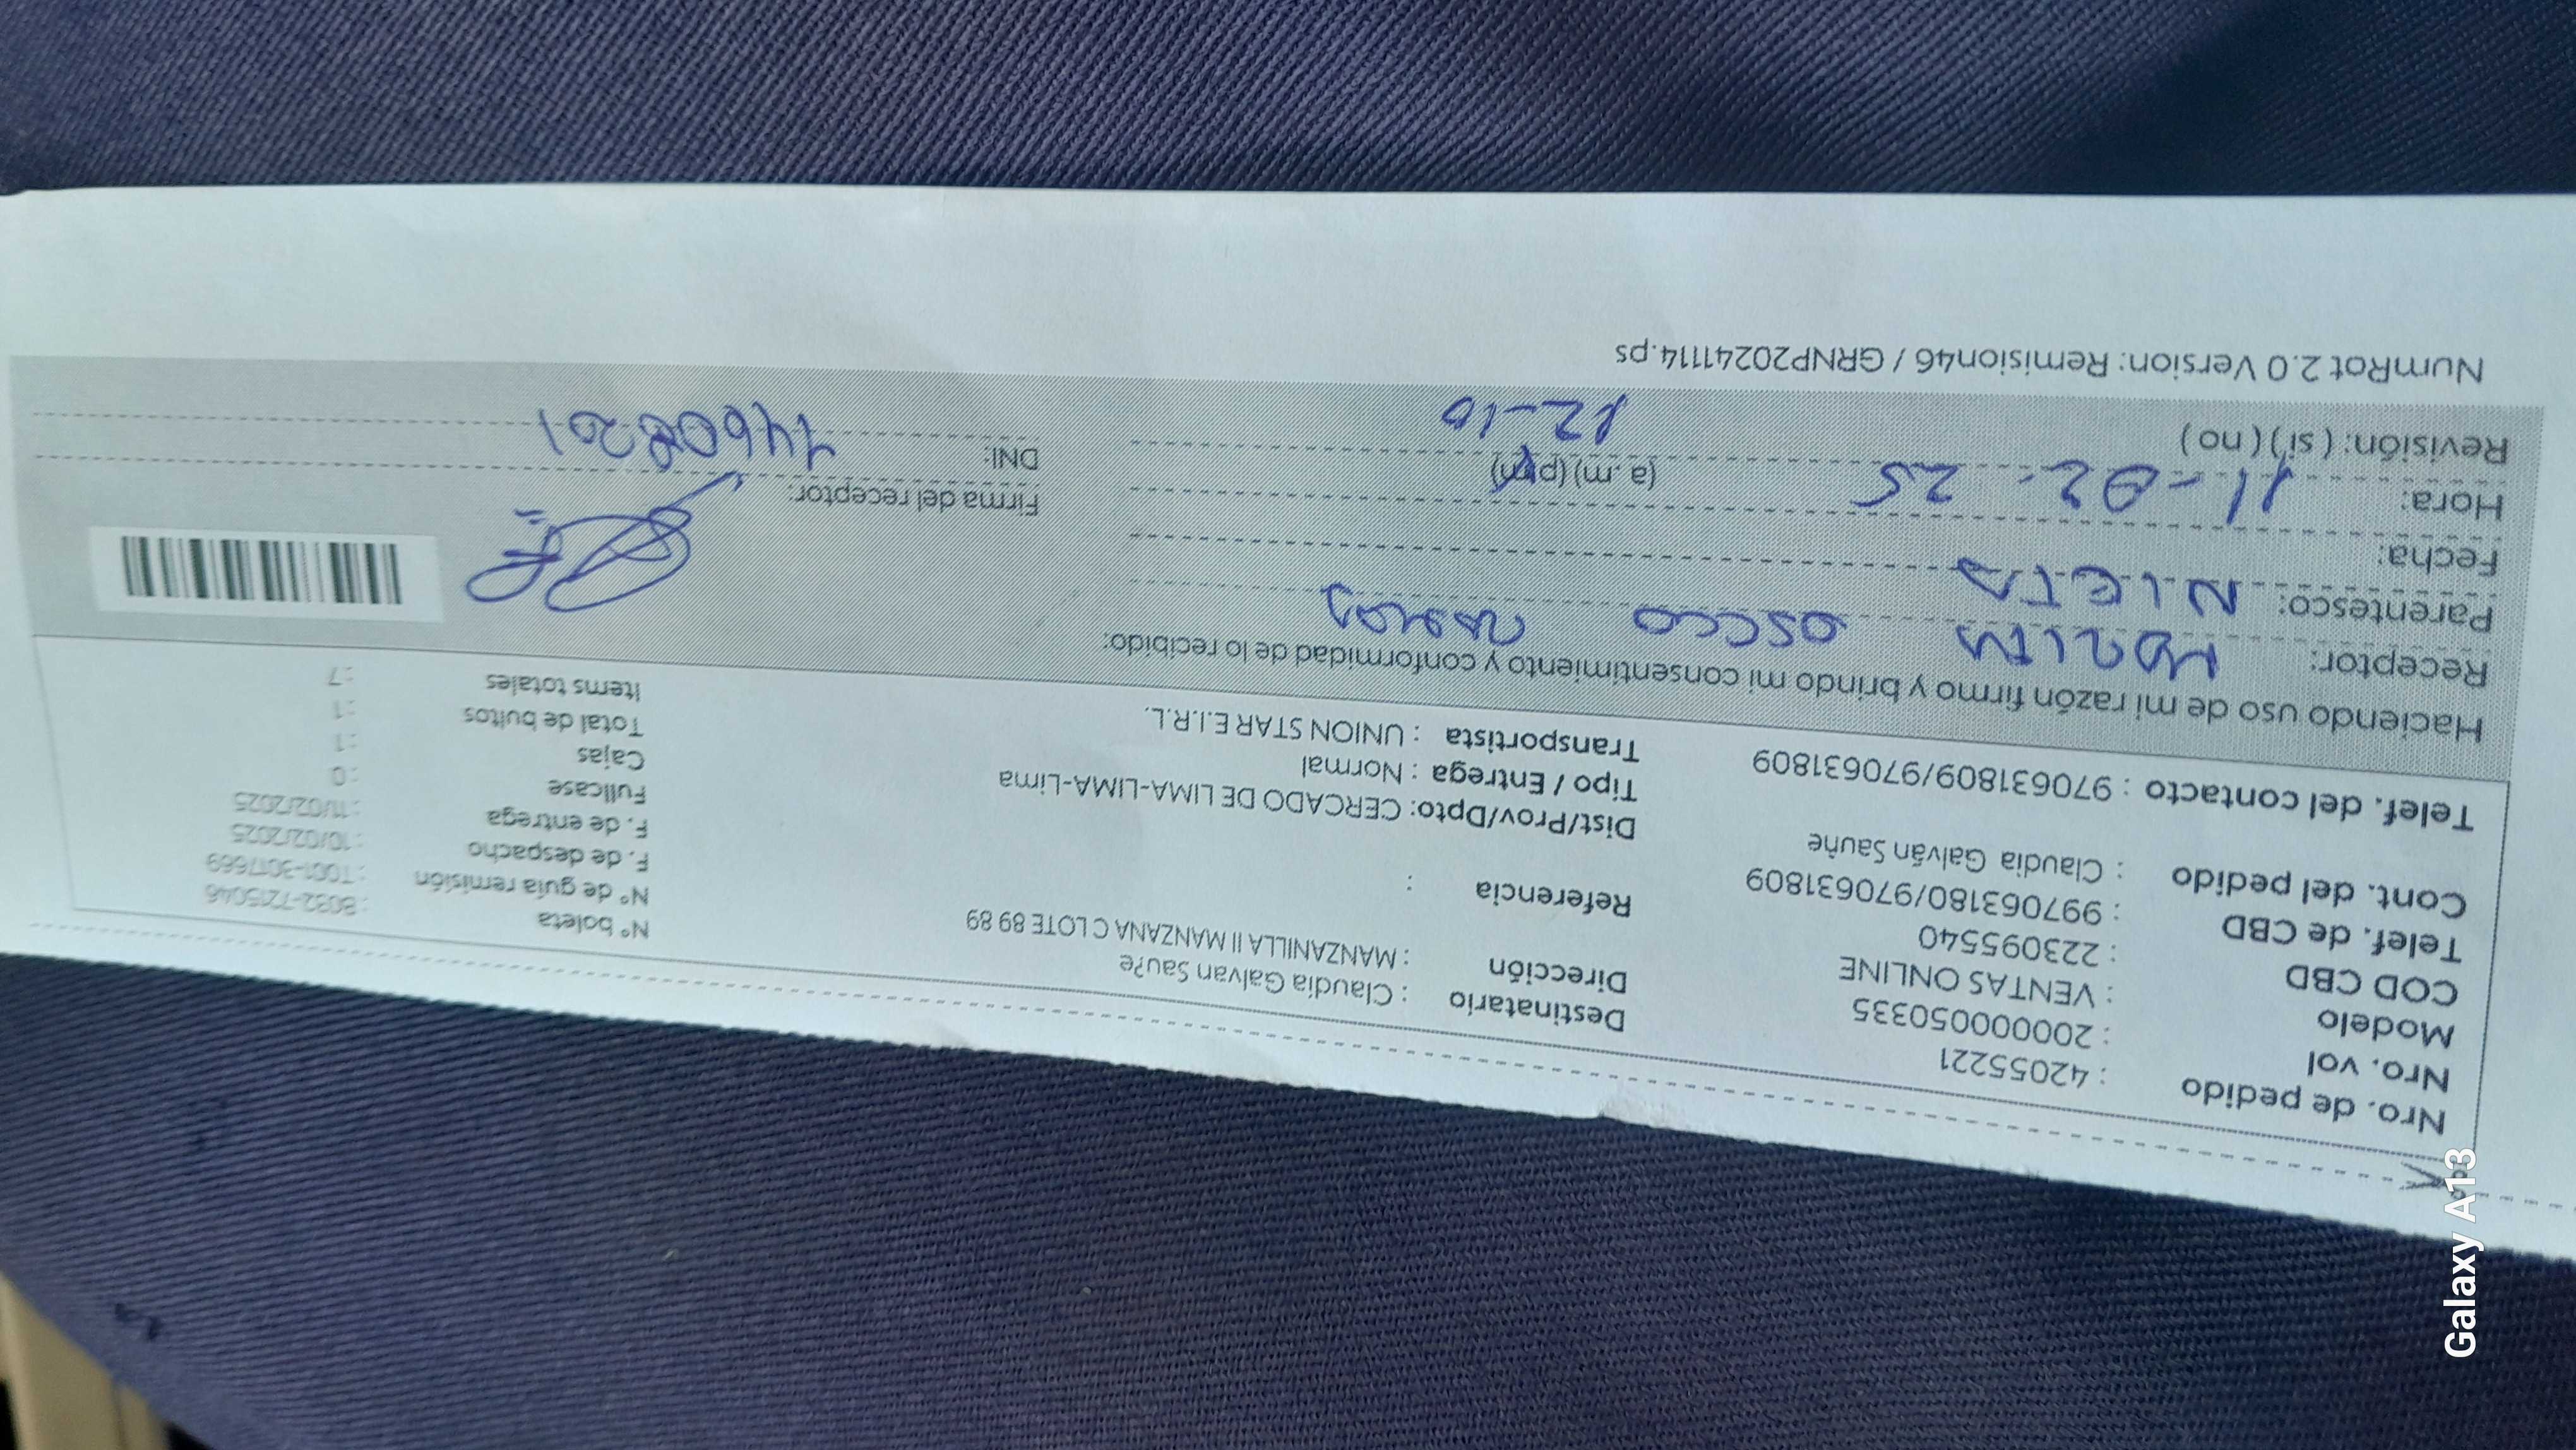 Nro. de pedido : 42055221
Nro. vol : 20000050335
Modelo : VENTAS ONLINE
COD CBD : 223095540
Telef. de CBD : 997063180/970631809
Cont. del pedido : Claudia Galván Sauñe
Telef. del contacto : 970631809/970631809
Destinatario : Claudia Galvan Sau?e
Dirección : MANZANILLA II MANZANA C LOTE 89 89
Referencia :
Dist/Prov/Dpto: CERCADO DE LIMA-LIMA-Lima
Tipo / Entrega : Normal
Transportista : UNION STAR E.I.R.L.
N° boleta : B032-7215046
N° de guía remisión : T001-3017669
F. de despacho : 10/02/2025
F. de entrega : 11/02/2025
Fullcase : 0
Cajas : 1
Total de bultos : 1
Items totales : 7
Haciendo uso de mi razón firmo y brindo mi consentimiento y conformidad de lo recibido:
Receptor: OSCCO
Parentesco: NIETA
Fecha: 11-02-25
Hora: 12-10 (a.m) (p.m)
Revisión: ( si ) ( no )
Firma del receptor:
DNI:
NumRot 2.0 Version: Remision46 / GRNP20241114.ps
Galaxy A13